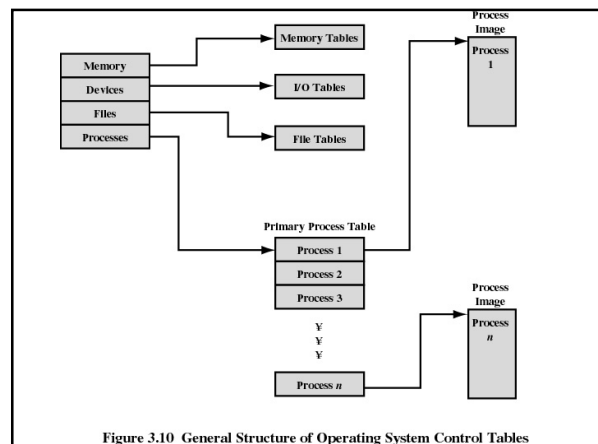 Memory
Devices
Files
Processes
Memory Tables
I/O Tables
File Tables
Primary Process Table
Process 1
Process 2
Process 3
¥
¥
¥
Process n
Process
Image
Process
1
Process
Image
Process
n
Figure 3.10 General Structure of Operating System Control Tables